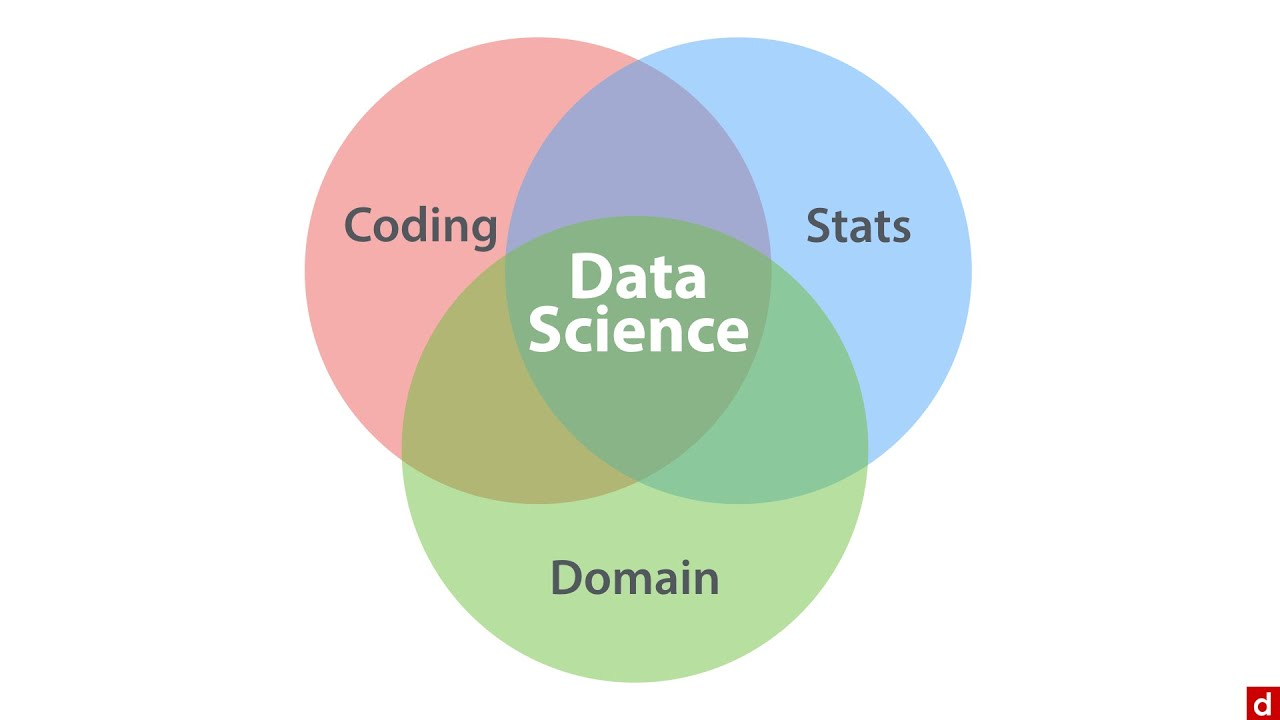 Coding
Stats
Data
Science
Domain
d